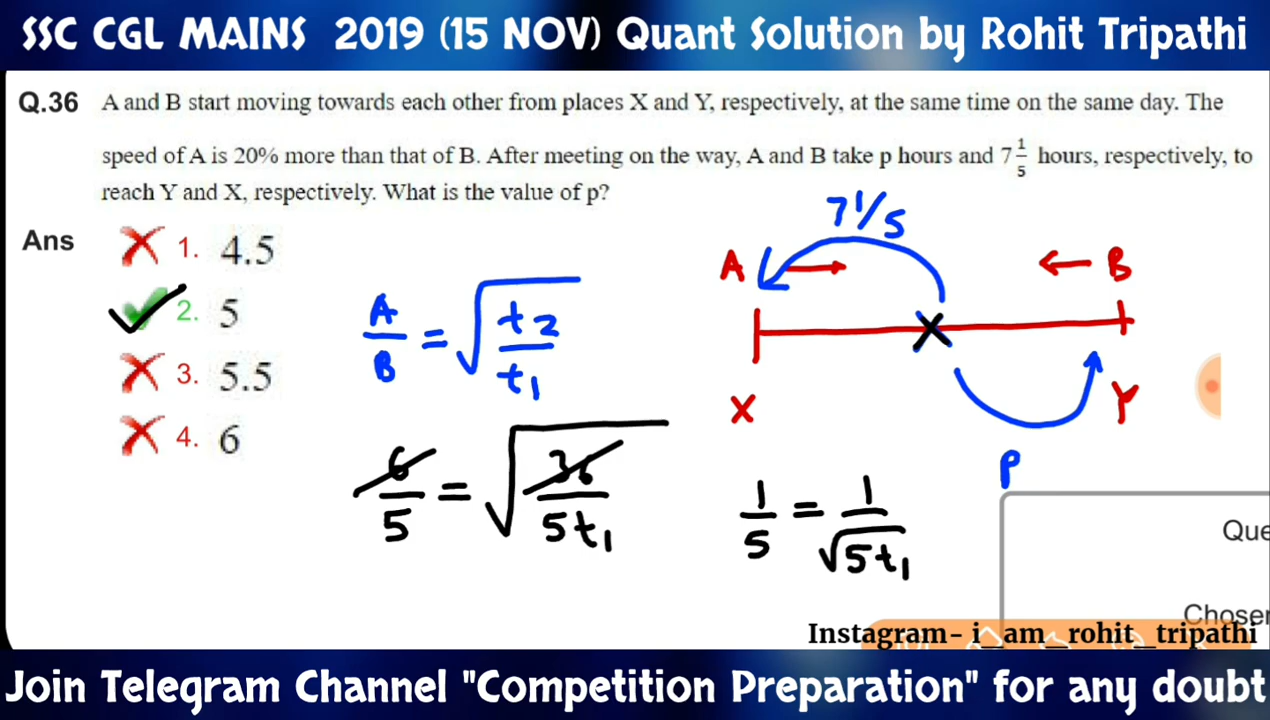 SSC CGL MAINS 2019 (15 NOV) Quant Solution by Rohit Tripathi
Q.36 A and B start moving towards each other from places X and Y, respectively, at the same time on the same day. The
speed of A is 20% more than that of B. After meeting on the way, A and B take p hours and 7 1/5 hours, respectively, to
reach Y and X, respectively. What is the value of p?
Ans
1. 4.5
2. 5
3. 5.5
4. 6
A/B = √(t2/t1)
6/5 = √(36/5t1)
7 1/5
A
B
X
Y
P
1/5 = 1/√5t1
Que
Chosen
Instagram- i_am_rohit_tripathi
Join Telegram Channel "Competition Preparation" for any doubt